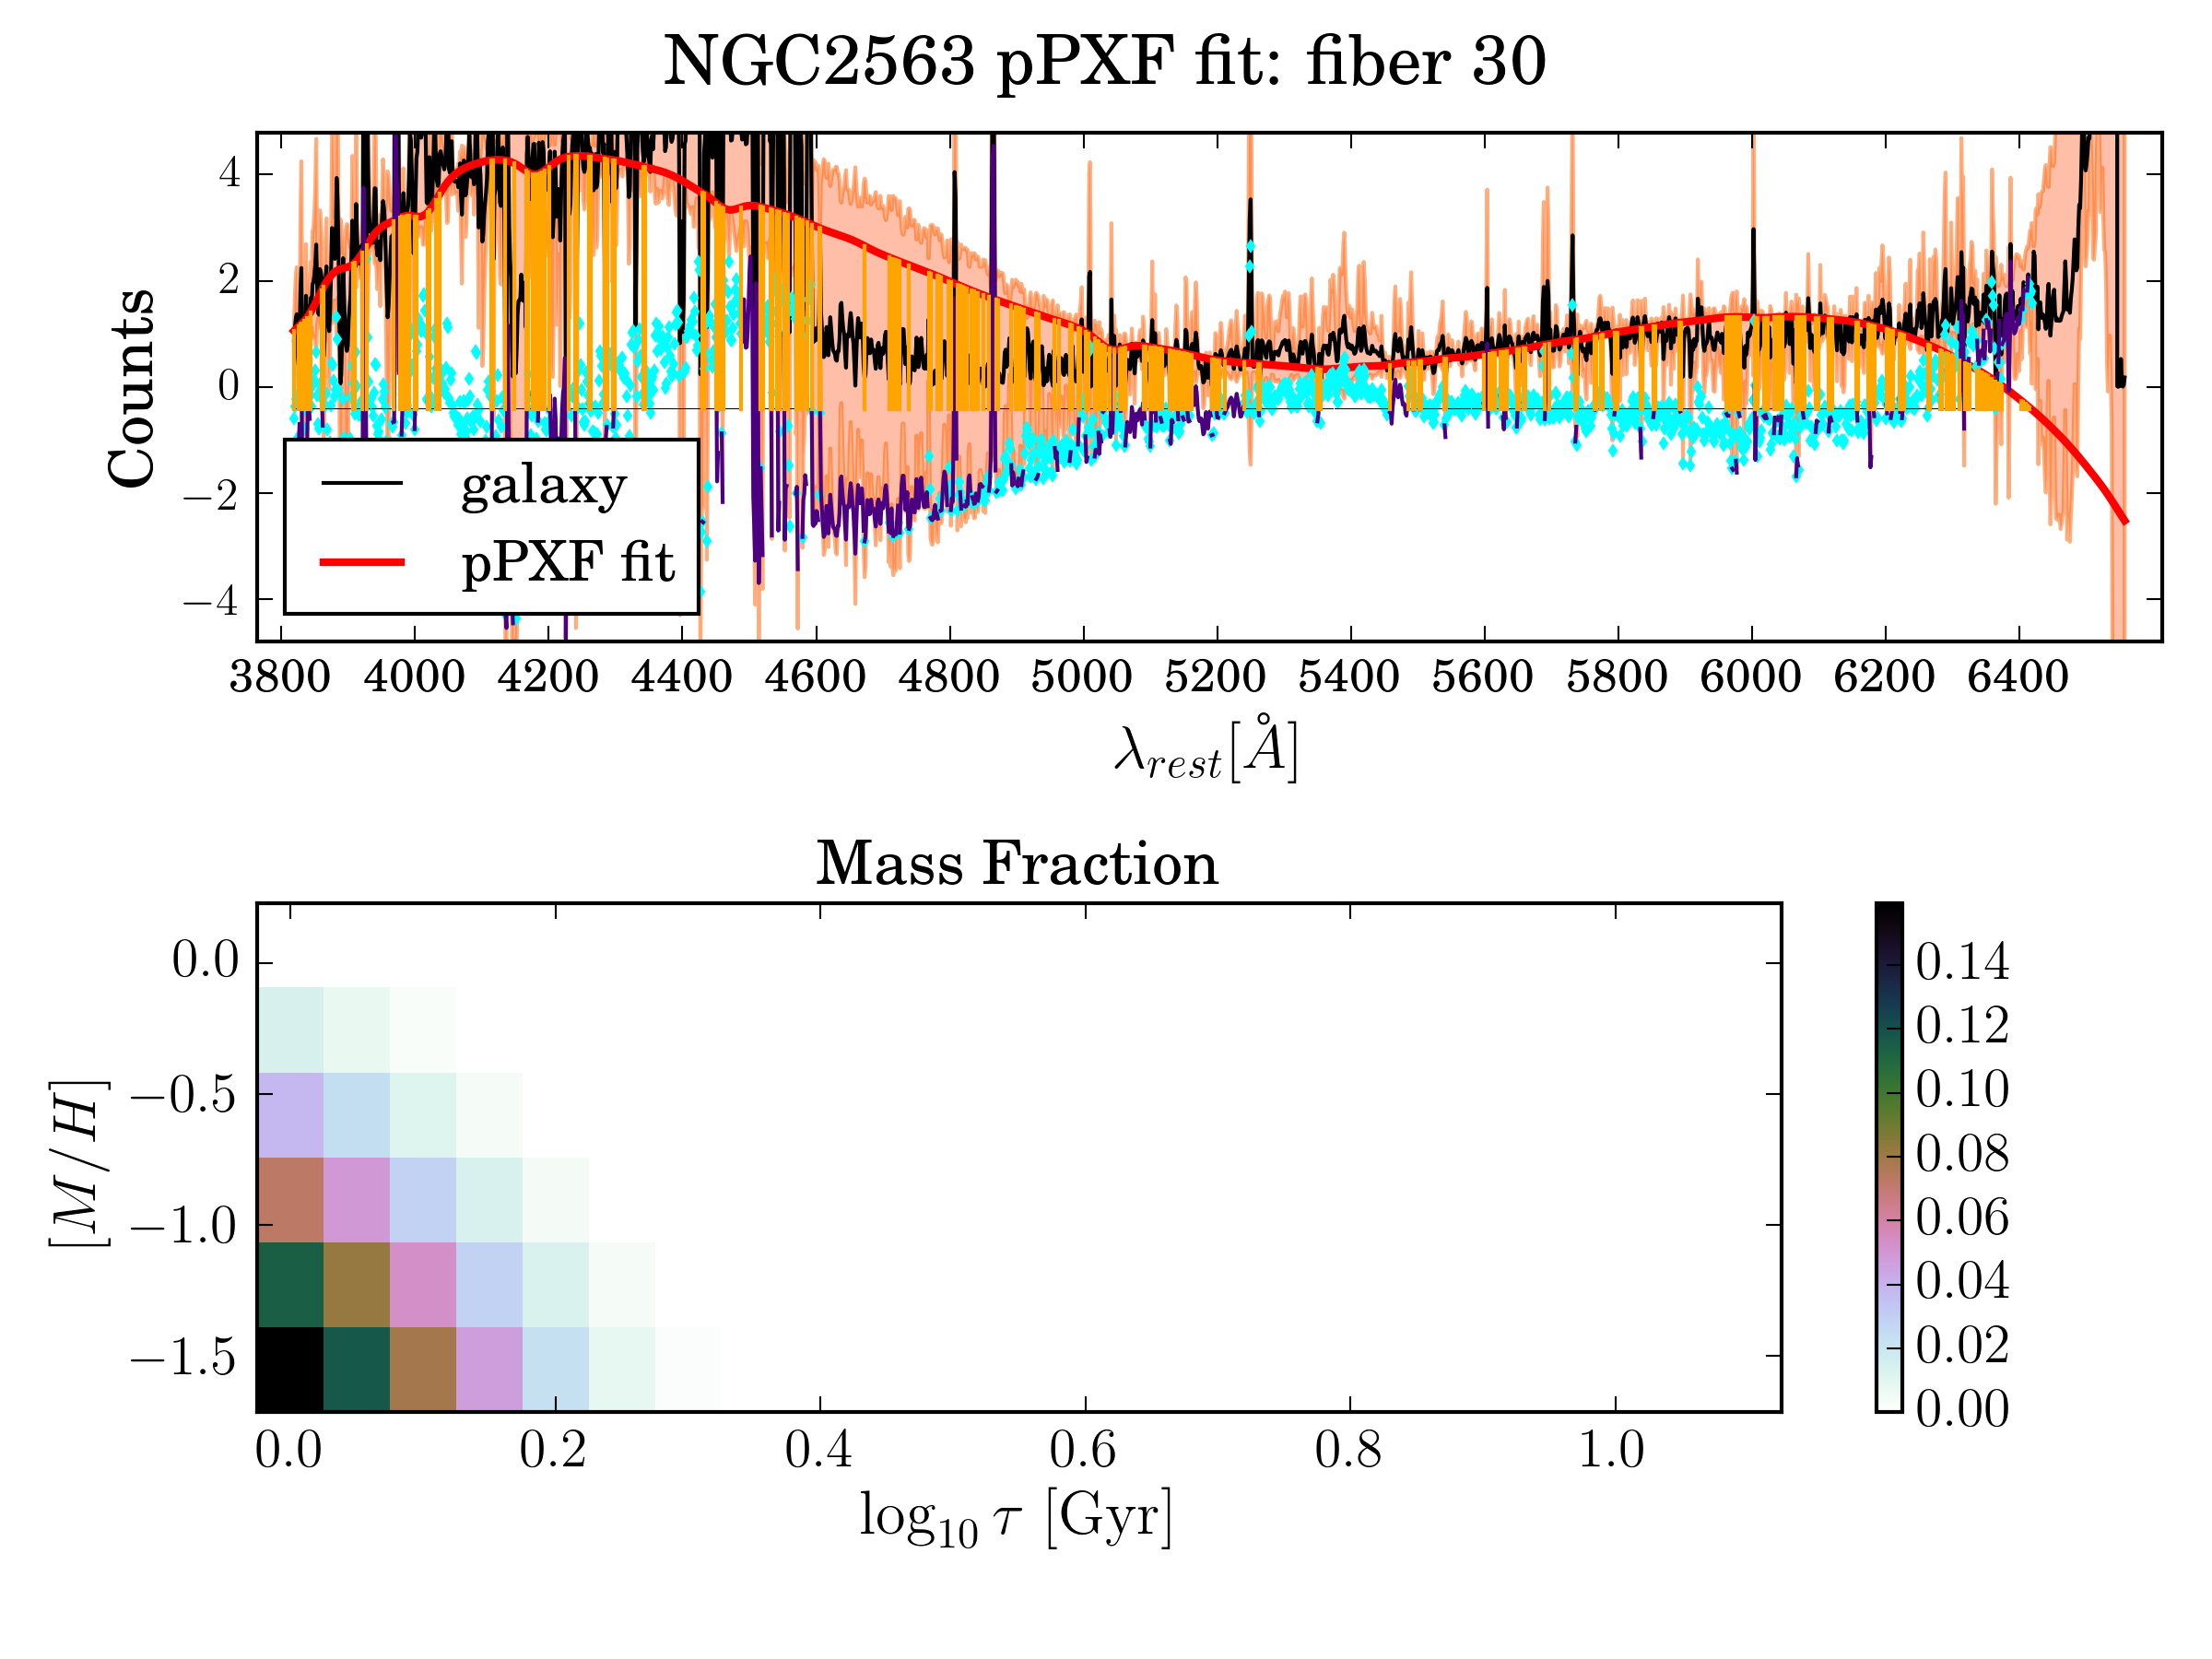 NGC2563 pPXF fit: fiber 30
4
2
0
−2
−4
Counts
galaxy
pPXF fit
3800 4000 4200 4400 4600 4800 5000 5200 5400 5600 5800 6000 6200 6400
λrest[Å]
Mass Fraction
0.0
−0.5
−1.0
−1.5
[M/H]
0.0 0.2 0.4 0.6 0.8 1.0
log10 τ [Gyr]
0.14
0.12
0.10
0.08
0.06
0.04
0.02
0.00